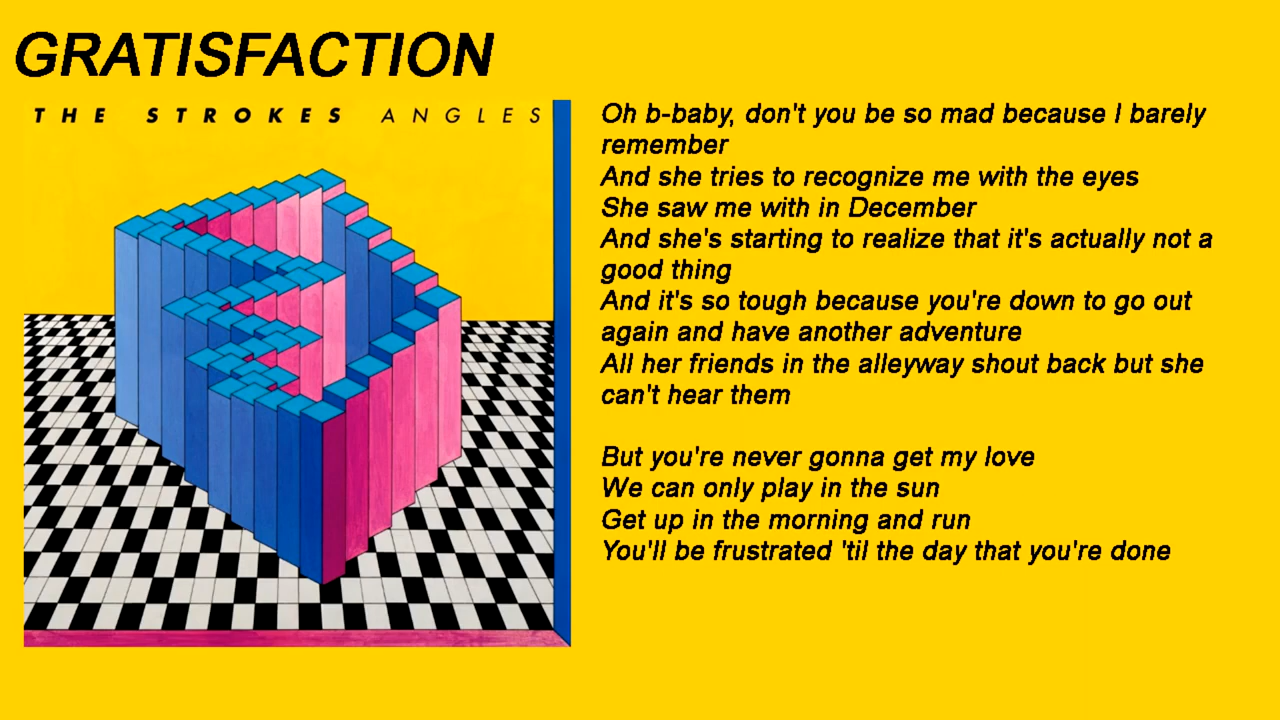 GRATISFACTION
THE STROKES ANGLES
Oh b-baby, don't you be so mad because I barely
remember
And she tries to recognize me with the eyes
She saw me with in December
And she's starting to realize that it's actually not a
good thing
And it's so tough because you're down to go out
again and have another adventure
All her friends in the alleyway shout back but she
can't hear them
But you're never gonna get my love
We can only play in the sun
Get up in the morning and run
You'll be frustrated 'til the day that you're done